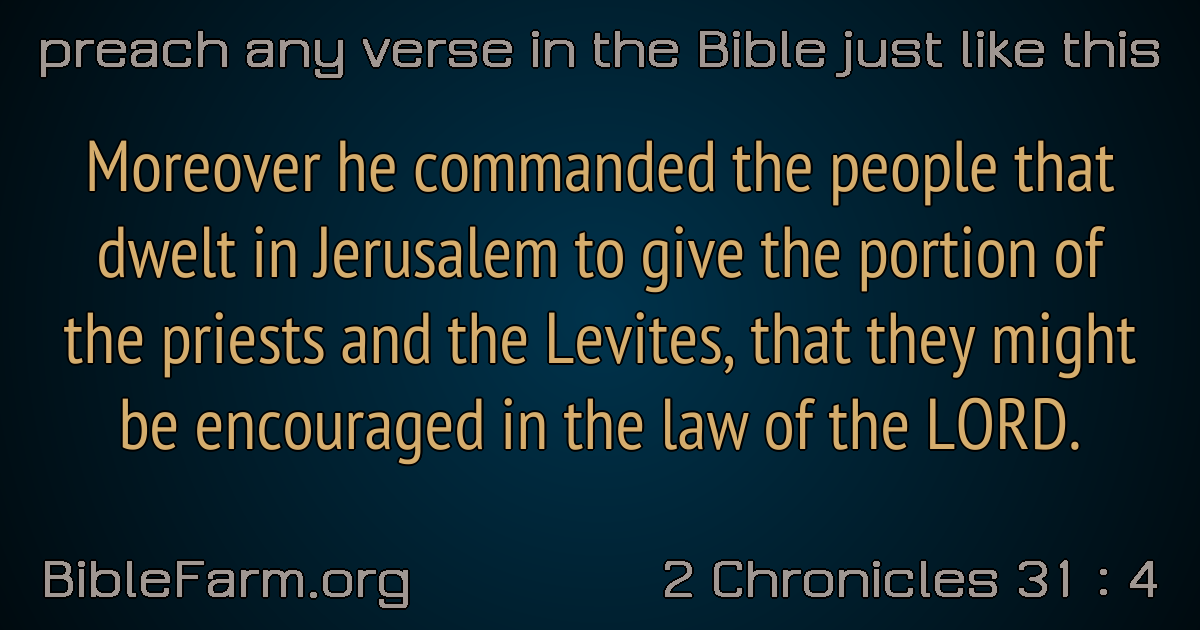 preach any verse in the Bible just like this
Moreover he commanded the people that
dwelt in Jerusalem to give the portion of
the priests and the Levites, that they might
be encouraged in the law of the LORD.
BibleFarm.org
2 Chronicles 31 : 4